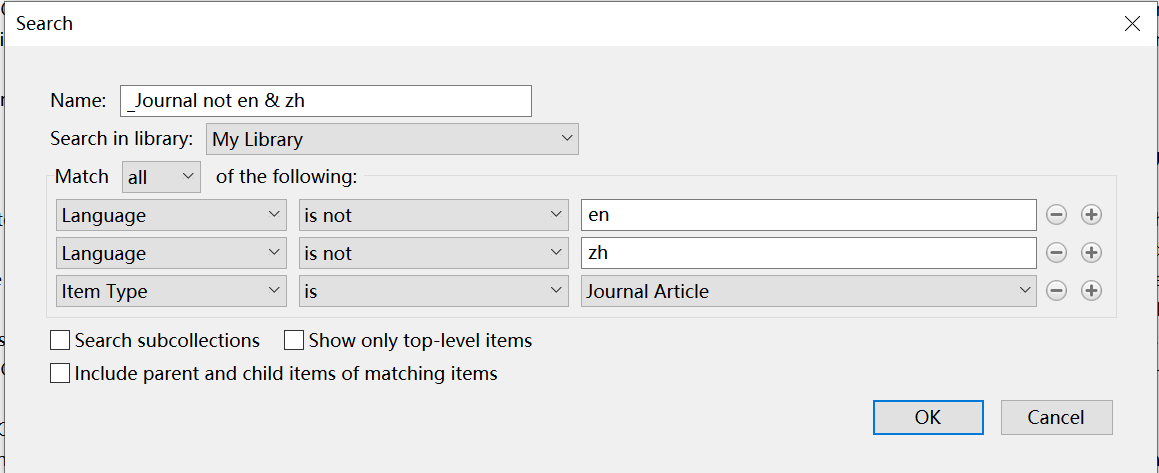 Search
Name: _Journal not en & zh
Search in library: My Library
Match all of the following:
Language is not en
Language is not zh
Item Type is Journal Article
Search subcollections Show only top-level items
Include parent and child items of matching items
OK Cancel